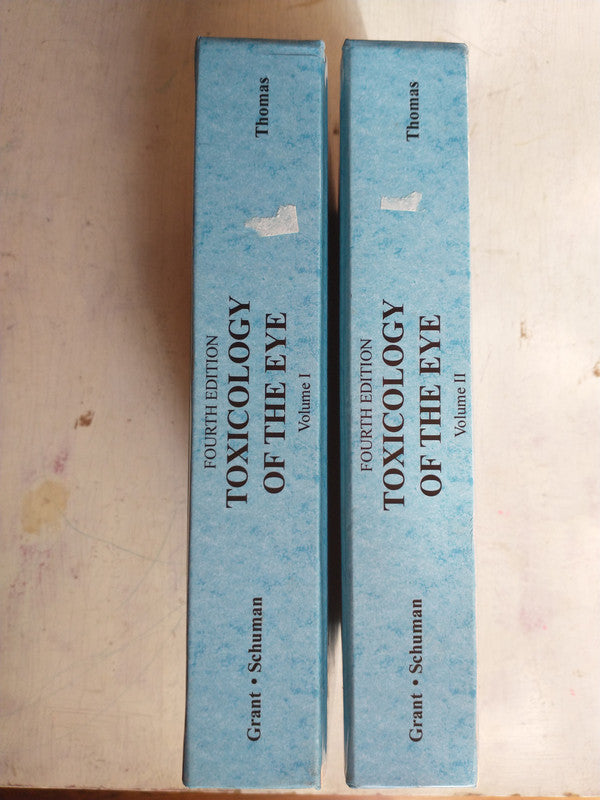 Grant • Schuman
FOURTH EDITION
TOXICOLOGY
OF THE EYE
Volume I
Thomas
Grant • Schuman
FOURTH EDITION
TOXICOLOGY
OF THE EYE
Volume II
Thomas